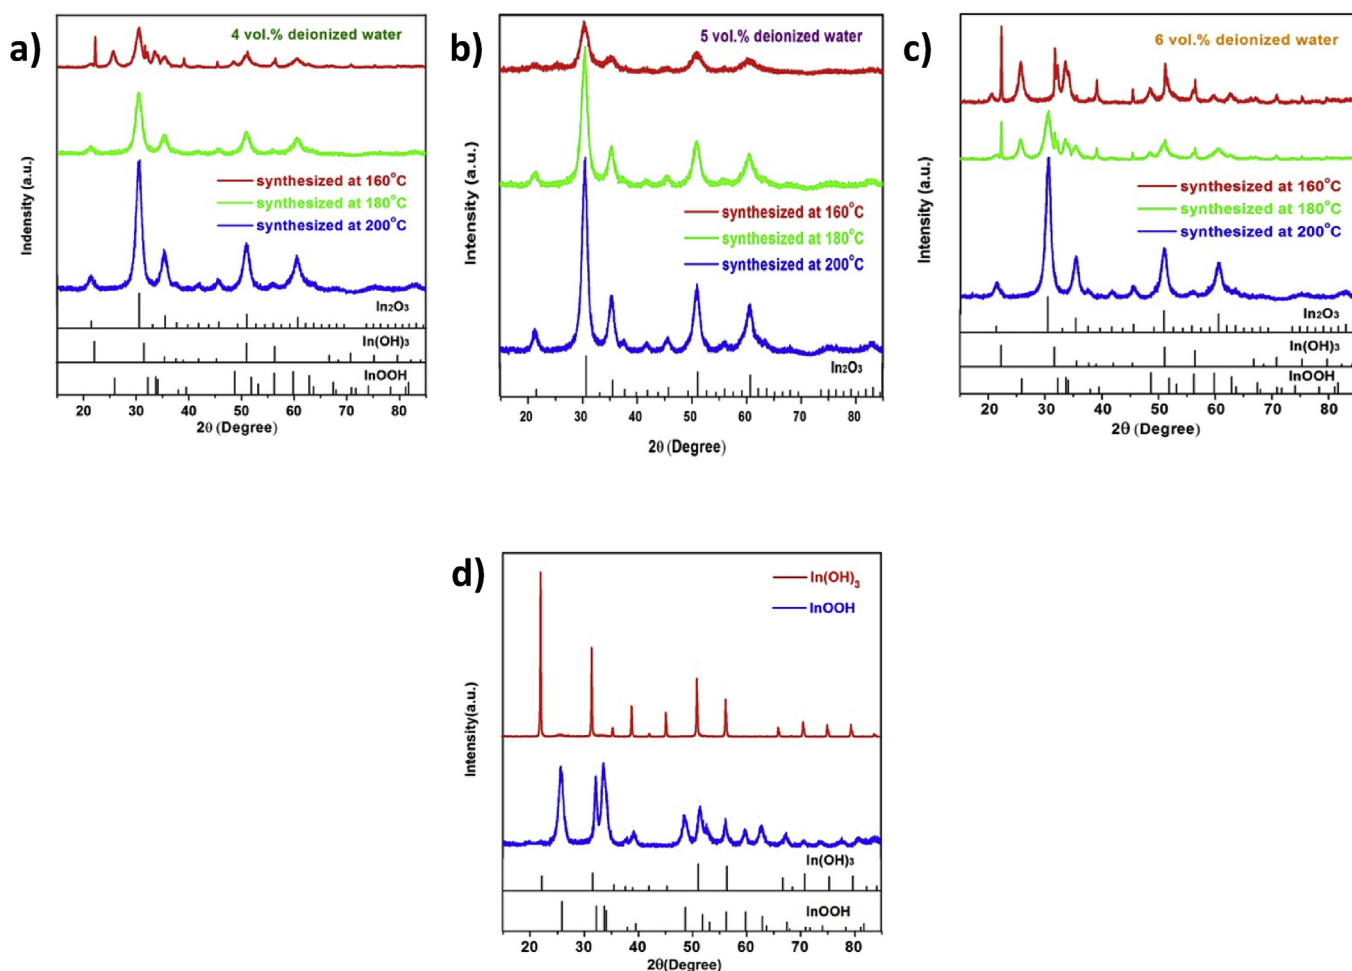 a)
4 vol.% deionized water
Indensity (a.u.)
synthesized at 160°C
synthesized at 180°C
synthesized at 200°C
In₂O₃
In(OH)₃
InOOH
20 30 40 50 60 70 80
2θ (Degree)
b)
5 vol.% deionized water
Intensity (a.u.)
synthesized at 160°C
synthesized at 180°C
synthesized at 200°C
In₂O₃
20 30 40 50 60 70 80
2θ (Degree)
c)
6 vol.% deionized water
Intensity (a.u.)
synthesized at 160°C
synthesized at 180°C
synthesized at 200°C
In₂O₃
In(OH)₃
InOOH
20 30 40 50 60 70 80
2θ (Degree)
d)
In(OH)₃
InOOH
Intensity(a.u.)
In(OH)₃
InOOH
20 30 40 50 60 70 80
2θ(Degree)